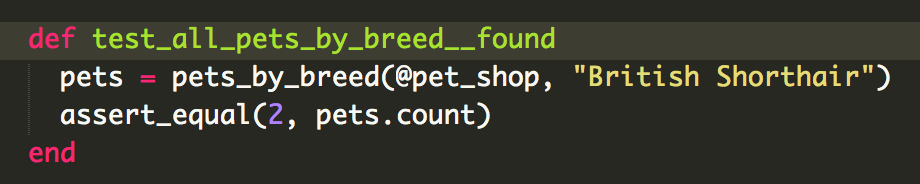 def test_all_pets_by_breed__found
  pets = pets_by_breed(@pet_shop, "British Shorthair")
  assert_equal(2, pets.count)
end